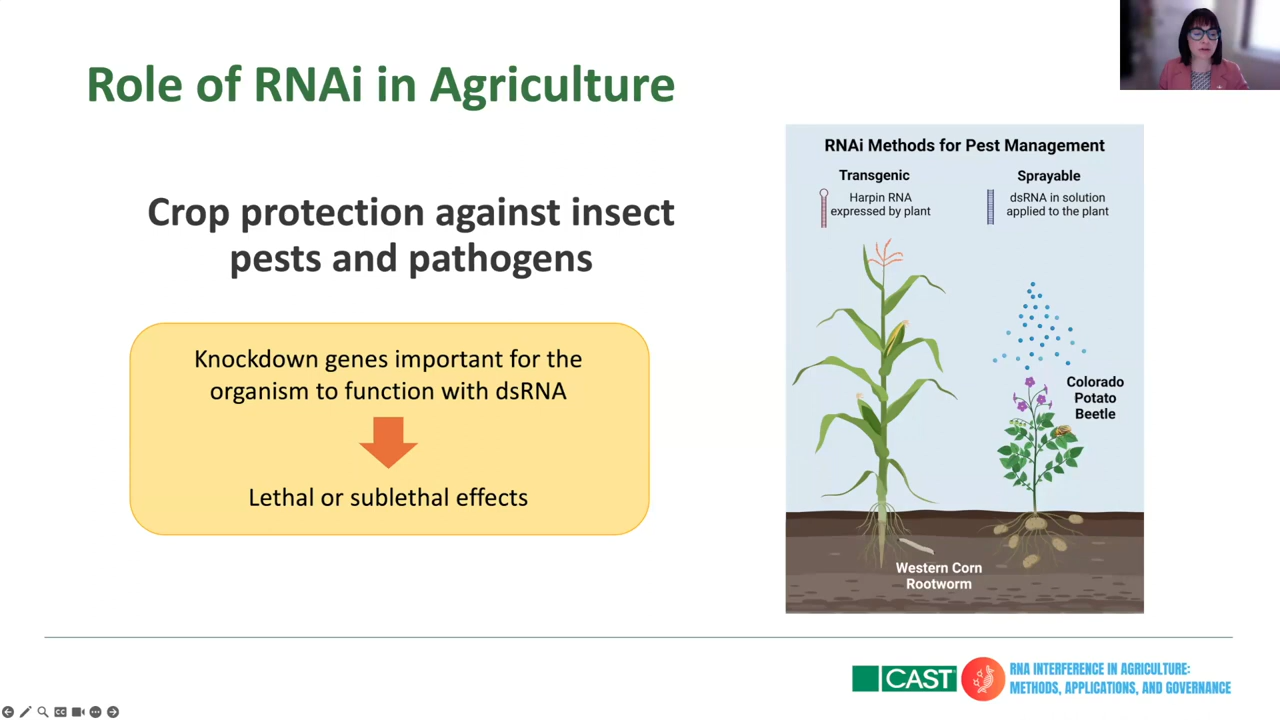 Role of RNAi in Agriculture
Crop protection against insect
pests and pathogens
Knockdown genes important for the
organism to function with dsRNA
Lethal or sublethal effects
RNAi Methods for Pest Management
Transgenic
Harpin RNA
expressed by plant
Sprayable
dsRNA in solution
applied to the plant
Colorado
Potato
Beetle
Western Corn
Rootworm
CAST
RNA INTERFERENCE IN AGRICULTURE:
METHODS, APPLICATIONS, AND GOVERNANCE